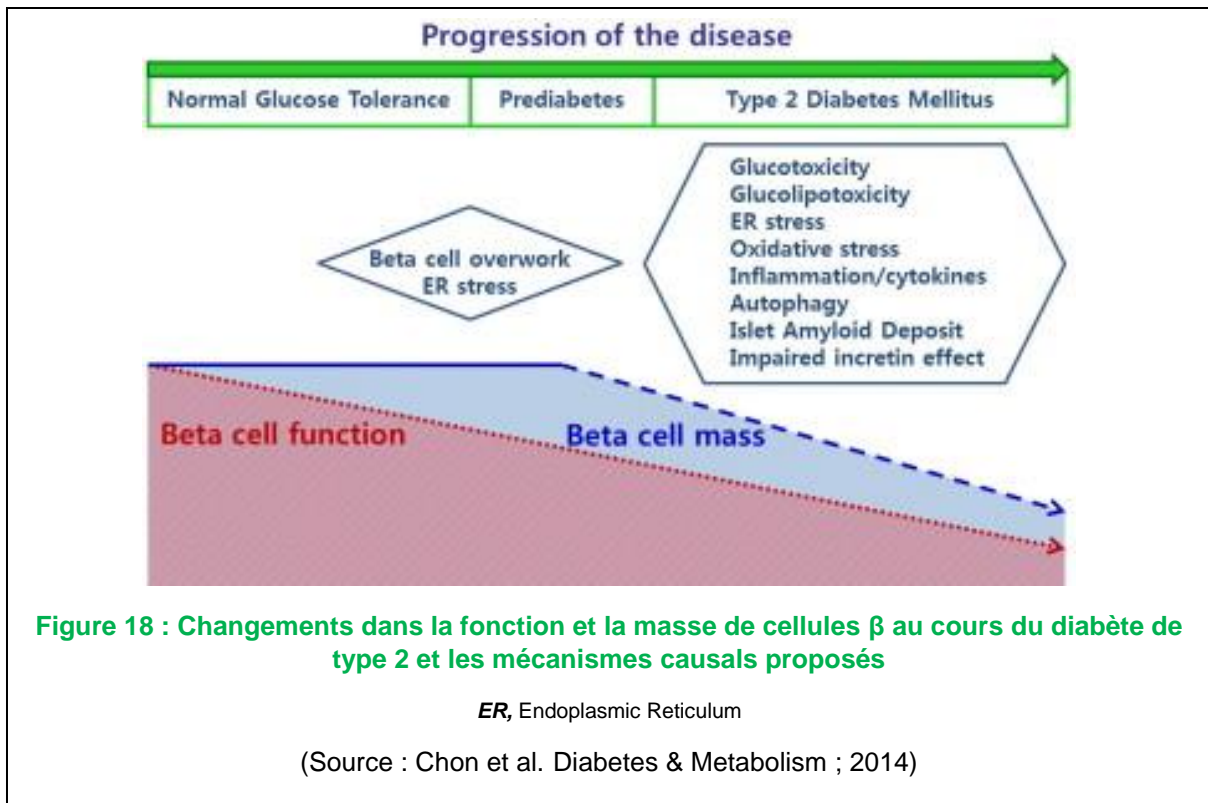 Progression of the disease
Normal Glucose Tolerance Prediabetes Type 2 Diabetes Mellitus
Glucotoxicity
Glucolipotoxicity
ER stress
Oxidative stress
Inflammation/cytokines
Autophagy
Islet Amyloid Deposit
Impaired incretin effect
Beta cell overwork
ER stress
Beta cell function
Beta cell mass
Figure 18 : Changements dans la fonction et la masse de cellules β au cours du diabète de
type 2 et les mécanismes causals proposés
ER, Endoplasmic Reticulum
(Source : Chon et al. Diabetes & Metabolism ; 2014)